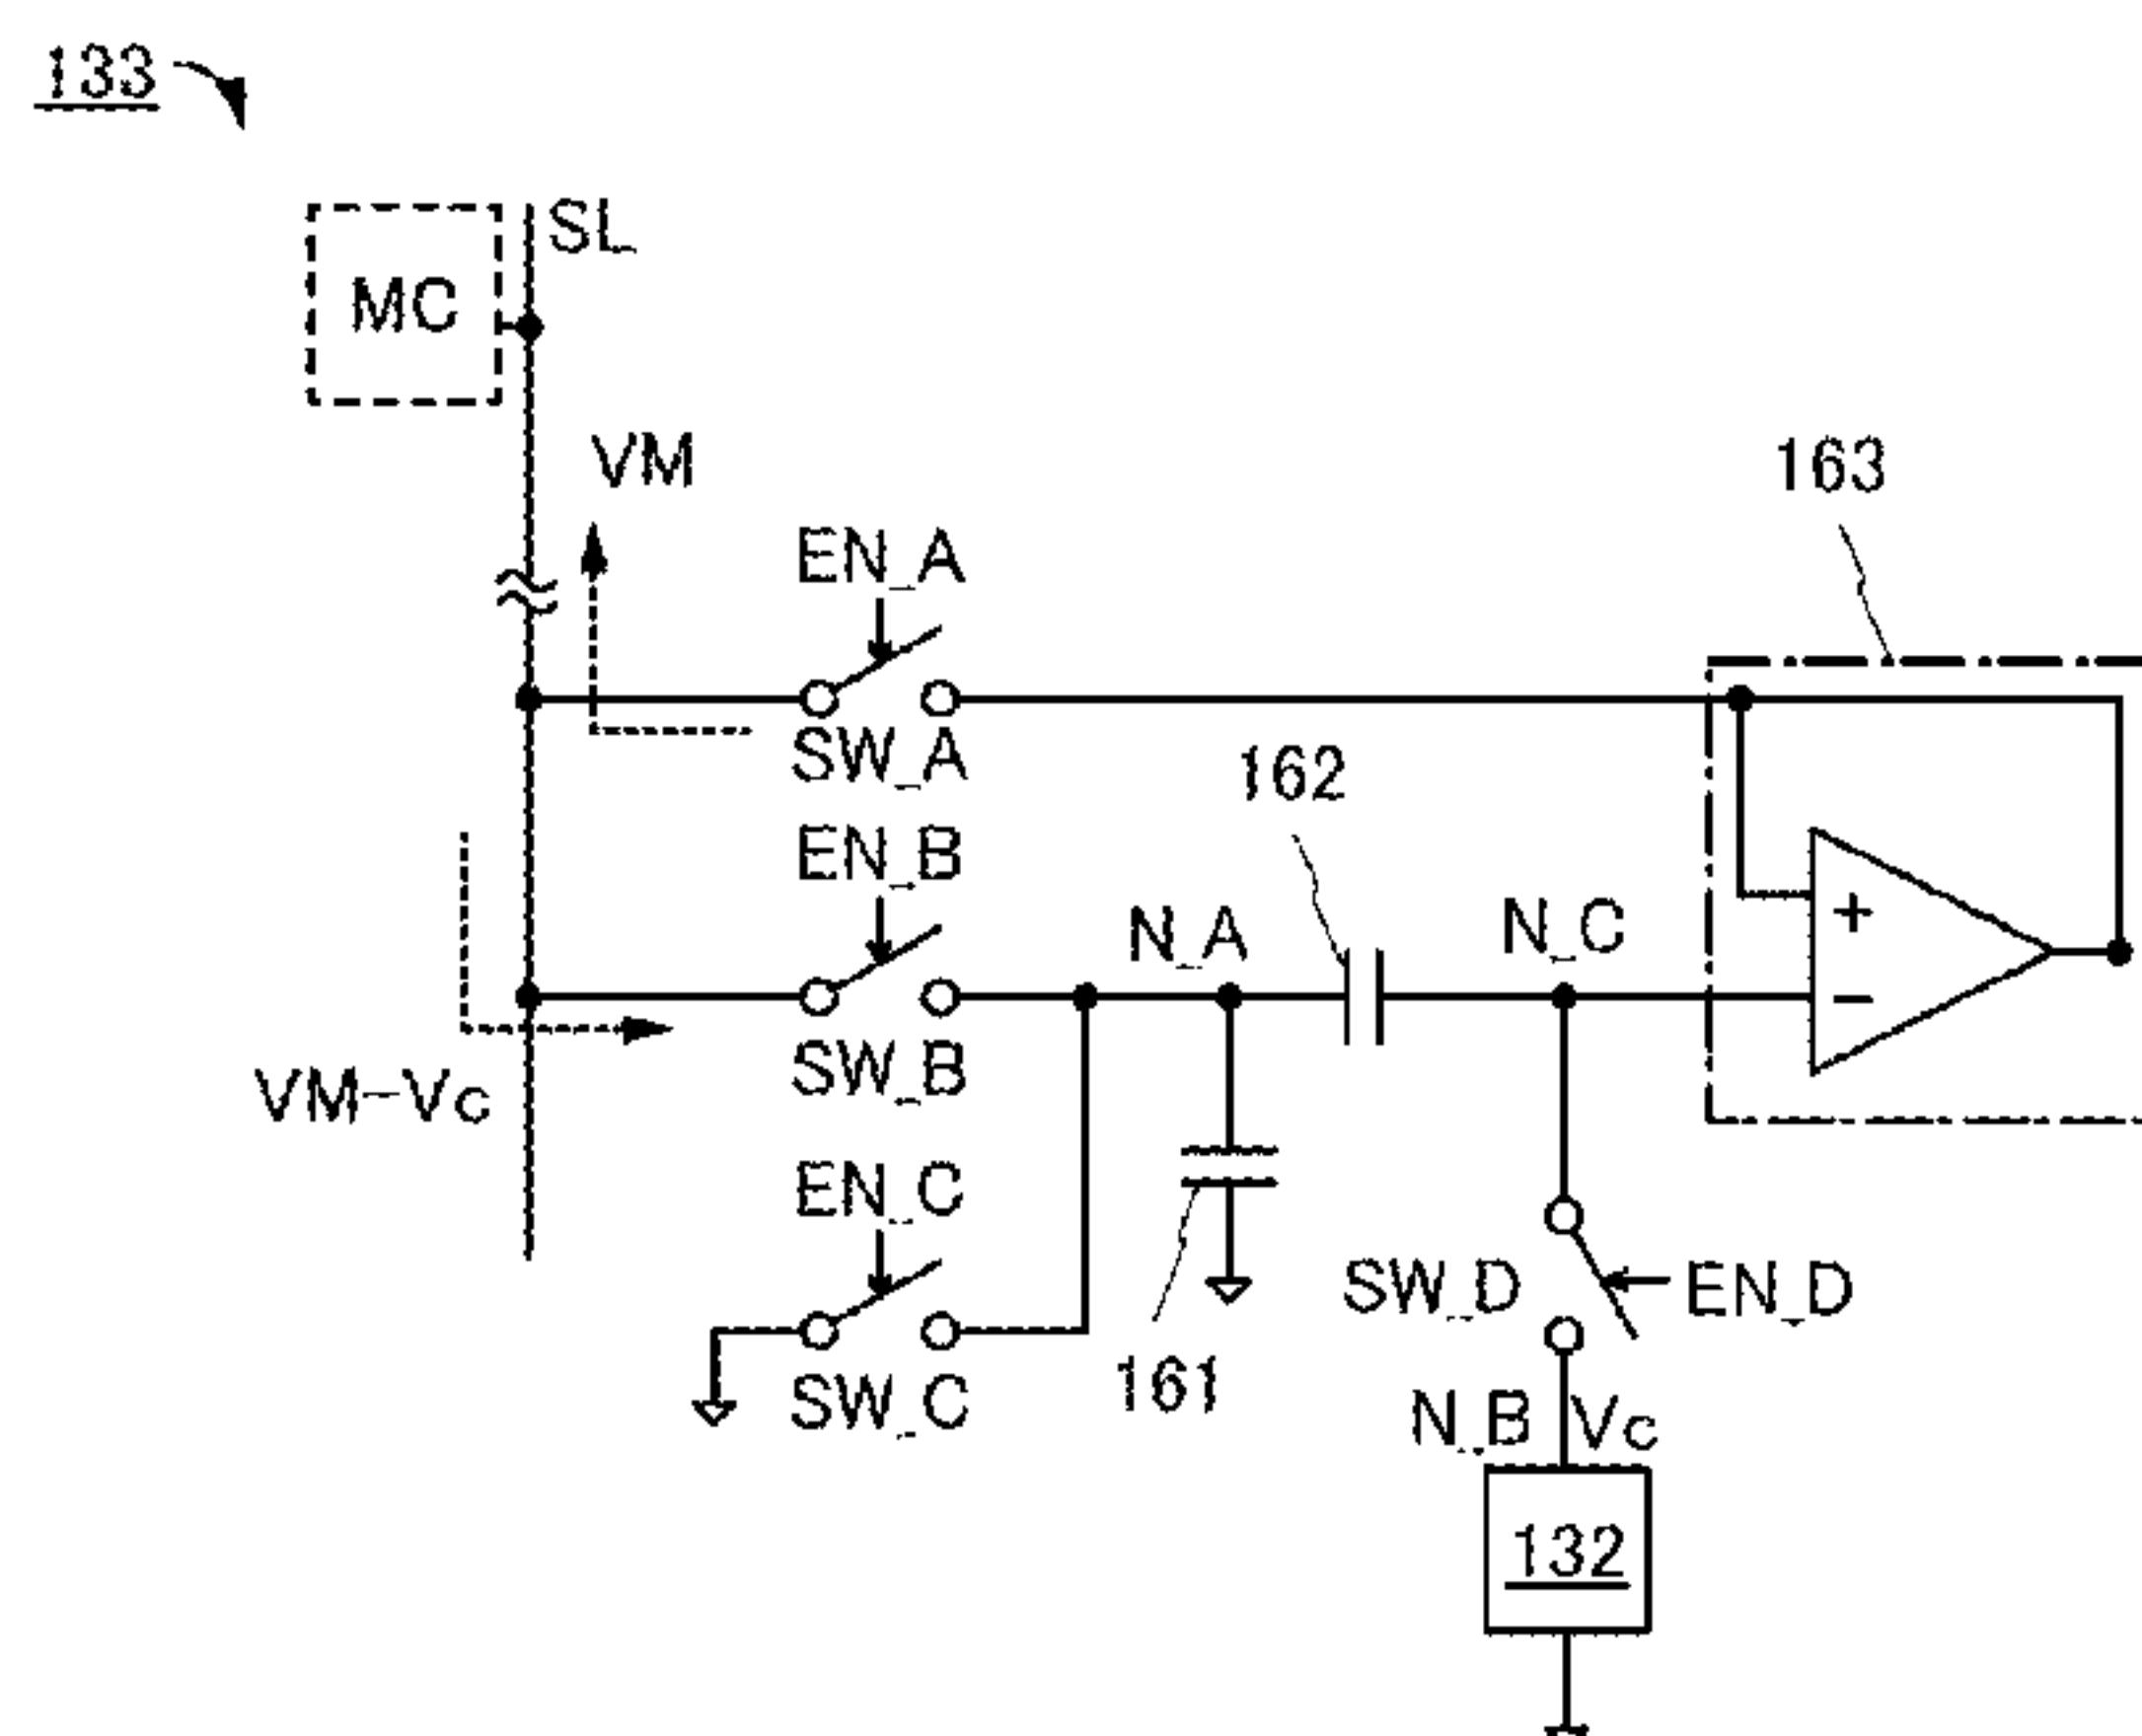 133
SL
MC
VM
163
EN_A
SW_A
162
EN_B
N_A
N_C
+
−
SW_B
VM−Vc
EN_C
SW_D
EN_D
161
SW_C
N_B
Vc
132